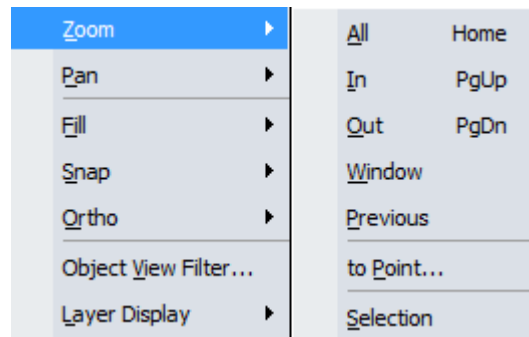 Zoom
Pan
Fill
Snap
Ortho
Object View Filter...
Layer Display
All Home
In PgUp
Out PgDn
Window
Previous
to Point...
Selection